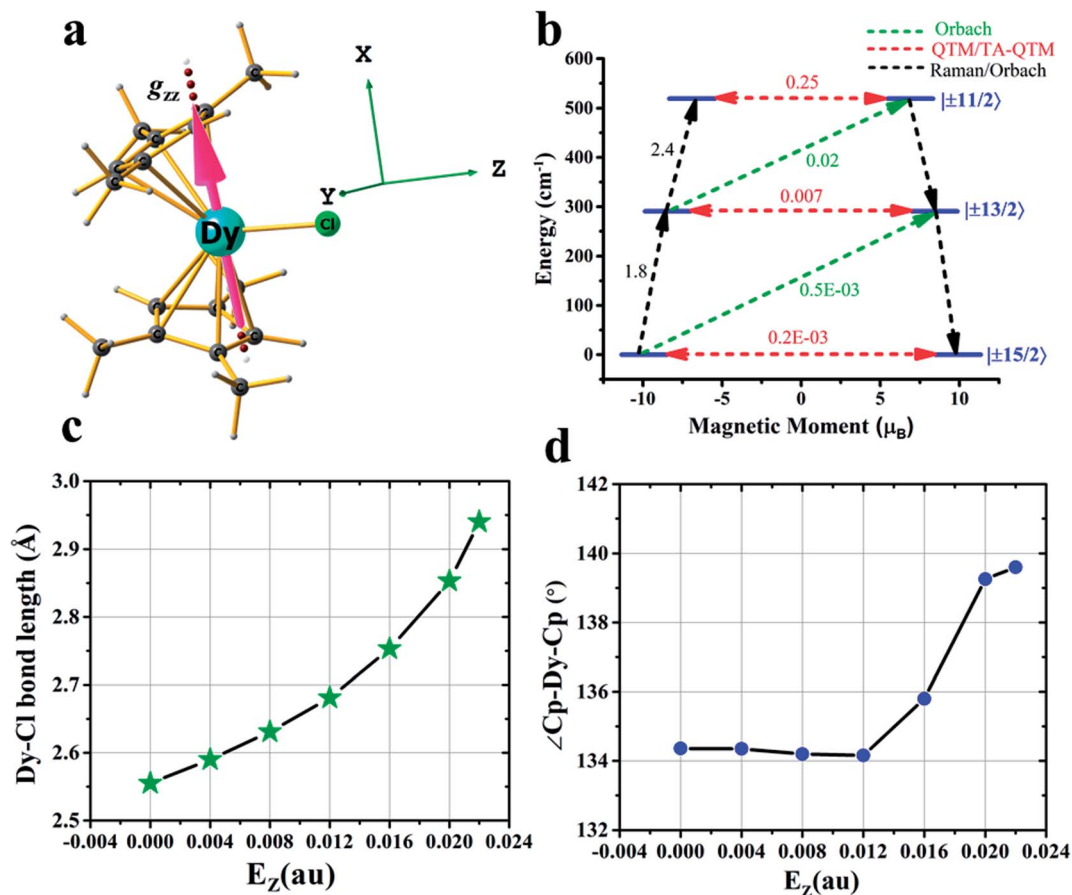 a
g_zz
X
Y
Z
Dy
Cl
C
C
C
C
C
C
C
C
C
C
C
C
C
b
Orbach
QTM/TA-QTM
Raman/Orbach
Energy (cm⁻¹)
600
500
400
300
200
100
0
0.25
|±11/2⟩
2.4
0.02
0.007
|±13/2⟩
1.8
0.5E-03
0.2E-03
|±15/2⟩
-10 -5 0 5 10
Magnetic Moment (μ_B)
c
Dy-Cl bond length (Å)
3.0
2.9
2.8
2.7
2.6
2.5
-0.004 0.000 0.004 0.008 0.012 0.016 0.020 0.024
E_Z(au)
d
∠Cp-Dy-Cp (°)
142
140
138
136
134
132
-0.004 0.000 0.004 0.008 0.012 0.016 0.020 0.024
E_Z(au)